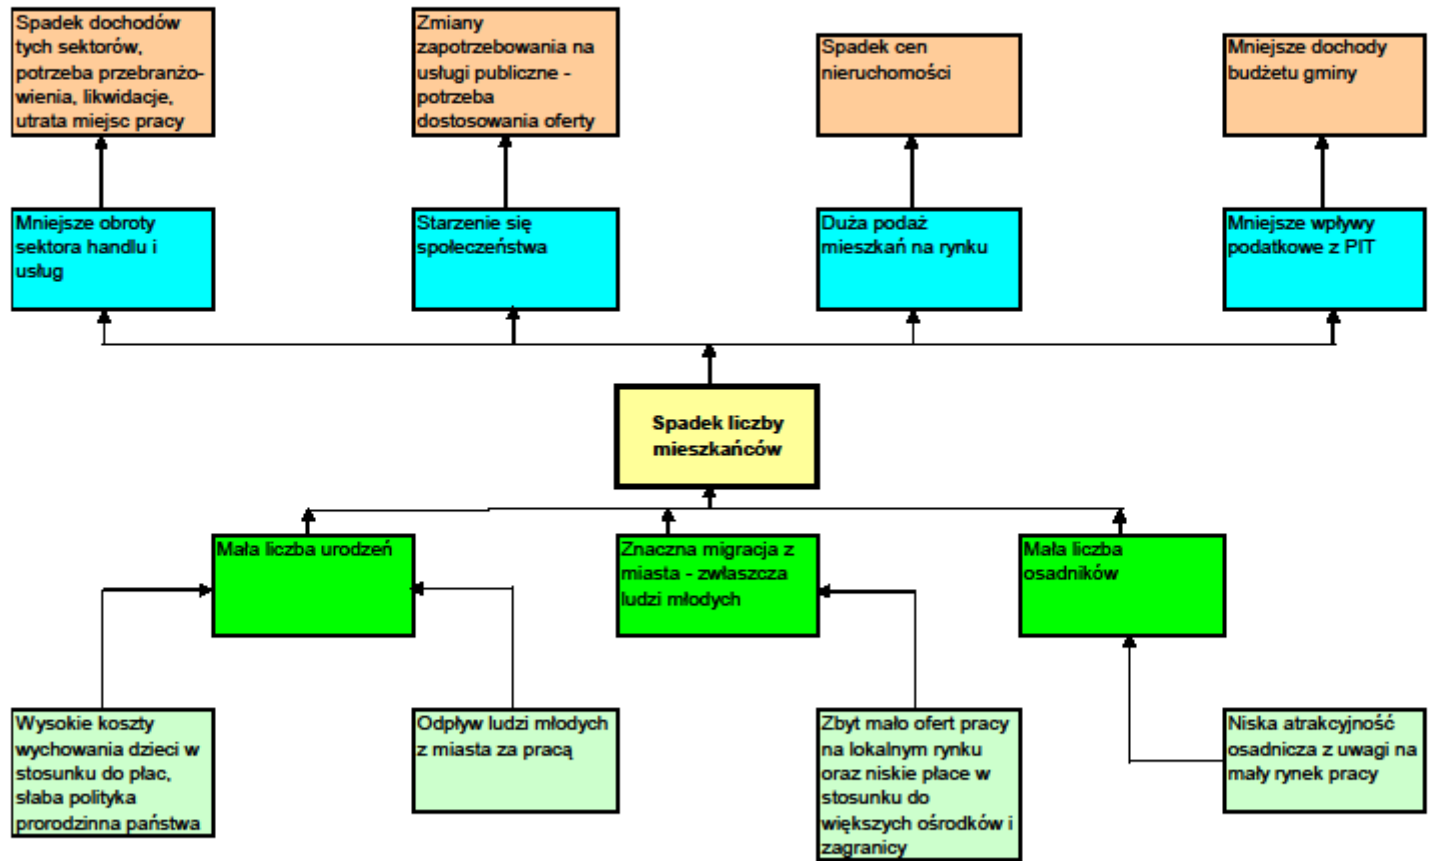 Spadek dochodów
tych sektorów,
potrzeba przebranżo-
wienia, likwidacje,
utrata miejsc pracy
Zmiany
zapotrzebowania na
usługi publiczne -
potrzeba
dostosowania oferty
Spadek cen
nieruchomości
Mniejsze dochody
budżetu gminy
Mniejsze obroty
sektora handlu i
usług
Starzenie się
społeczeństwa
Duża podaż
mieszkań na rynku
Mniejsze wpływy
podatkowe z PIT
Spadek liczby
mieszkańców
Mała liczba urodzeń
Znaczna migracja z
miasta - zwłaszcza
ludzi młodych
Mała liczba
osadników
Wysokie koszty
wychowania dzieci w
stosunku do płac,
słaba polityka
prorodzinna państwa
Odpływ ludzi młodych
z miasta za pracą
Zbyt mało ofert pracy
na lokalnym rynku
oraz niskie płace w
stosunku do
większych ośrodków i
zagranicy
Niska atrakcyjność
osadnicza z uwagi na
mały rynek pracy